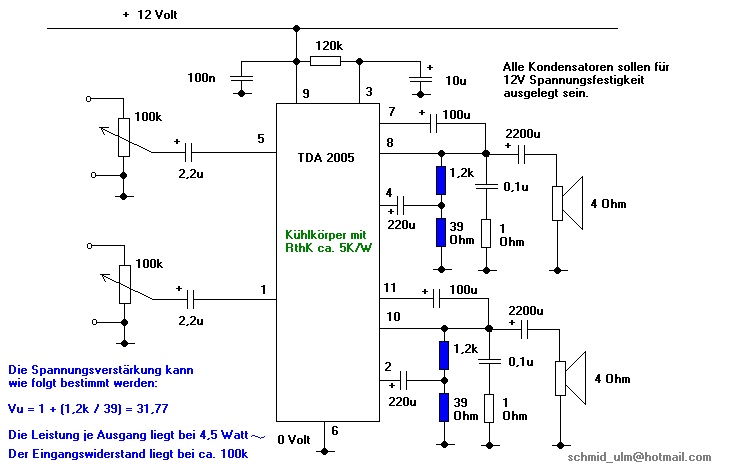 + 12 Volt
120k
100n
+
10u
Alle Kondensatoren sollen für
12V Spannungsfestigkeit
ausgelegt sein.
9
3
100k
+
2,2u
5
TDA 2005
7
+
100u
8
2200u
+
1,2k
0,1u
4 Ohm
4
+
220u
39
Ohm
1
Ohm
Kühlkörper mit
RthK ca. 5K/W
100k
+
2,2u
1
11
+
100u
10
2200u
+
1,2k
0,1u
4 Ohm
2
+
220u
39
Ohm
1
Ohm
Die Spannungsverstärkung kann
wie folgt bestimmt werden:
Vu = 1 + (1,2k / 39) = 31,77
Die Leistung je Ausgang liegt bei 4,5 Watt ~
Der Eingangswiderstand liegt bei ca. 100k
0 Volt
6
schmid_ulm@hotmail.com